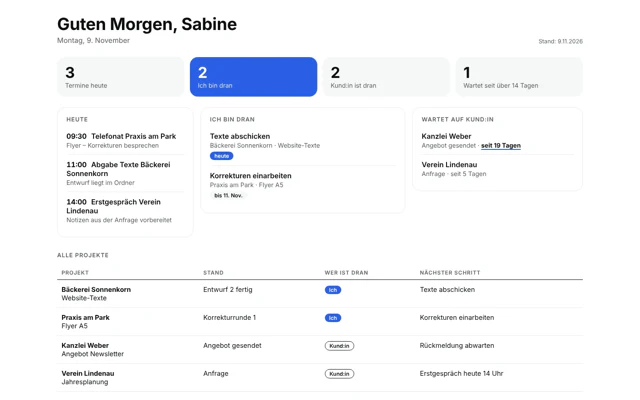 Guten Morgen, Sabine
Montag, 9. November
Stand: 9.11.2026
3
Termine heute
2
Ich bin dran
2
Kund:in ist dran
1
Wartet seit über 14 Tagen
HEUTE
09:30 Telefonat Praxis am Park
Flyer – Korrekturen besprechen
11:00 Abgabe Texte Bäckerei
Sonnenkorn
Entwurf liegt im Ordner
14:00 Erstgespräch Verein
Lindenau
Notizen aus der Anfrage vorbereitet
ICH BIN DRAN
Texte abschicken
Bäckerei Sonnenkorn · Website-Texte
heute
Korrekturen einarbeiten
Praxis am Park · Flyer A5
bis 11. Nov.
WARTET AUF KUND:IN
Kanzlei Weber
Angebot gesendet · seit 19 Tagen
Verein Lindenau
Anfrage · seit 5 Tagen
ALLE PROJEKTE
PROJEKT STAND WER IST DRAN NÄCHSTER SCHRITT
Bäckerei Sonnenkorn Entwurf 2 fertig Ich Texte abschicken
Website-Texte
Praxis am Park Korrekturrunde 1 Ich Korrekturen einarbeiten
Flyer A5
Kanzlei Weber Angebot gesendet Kund:in Rückmeldung abwarten
Angebot Newsletter
Verein Lindenau Anfrage Kund:in Erstgespräch heute 14 Uhr
Jahresplanung